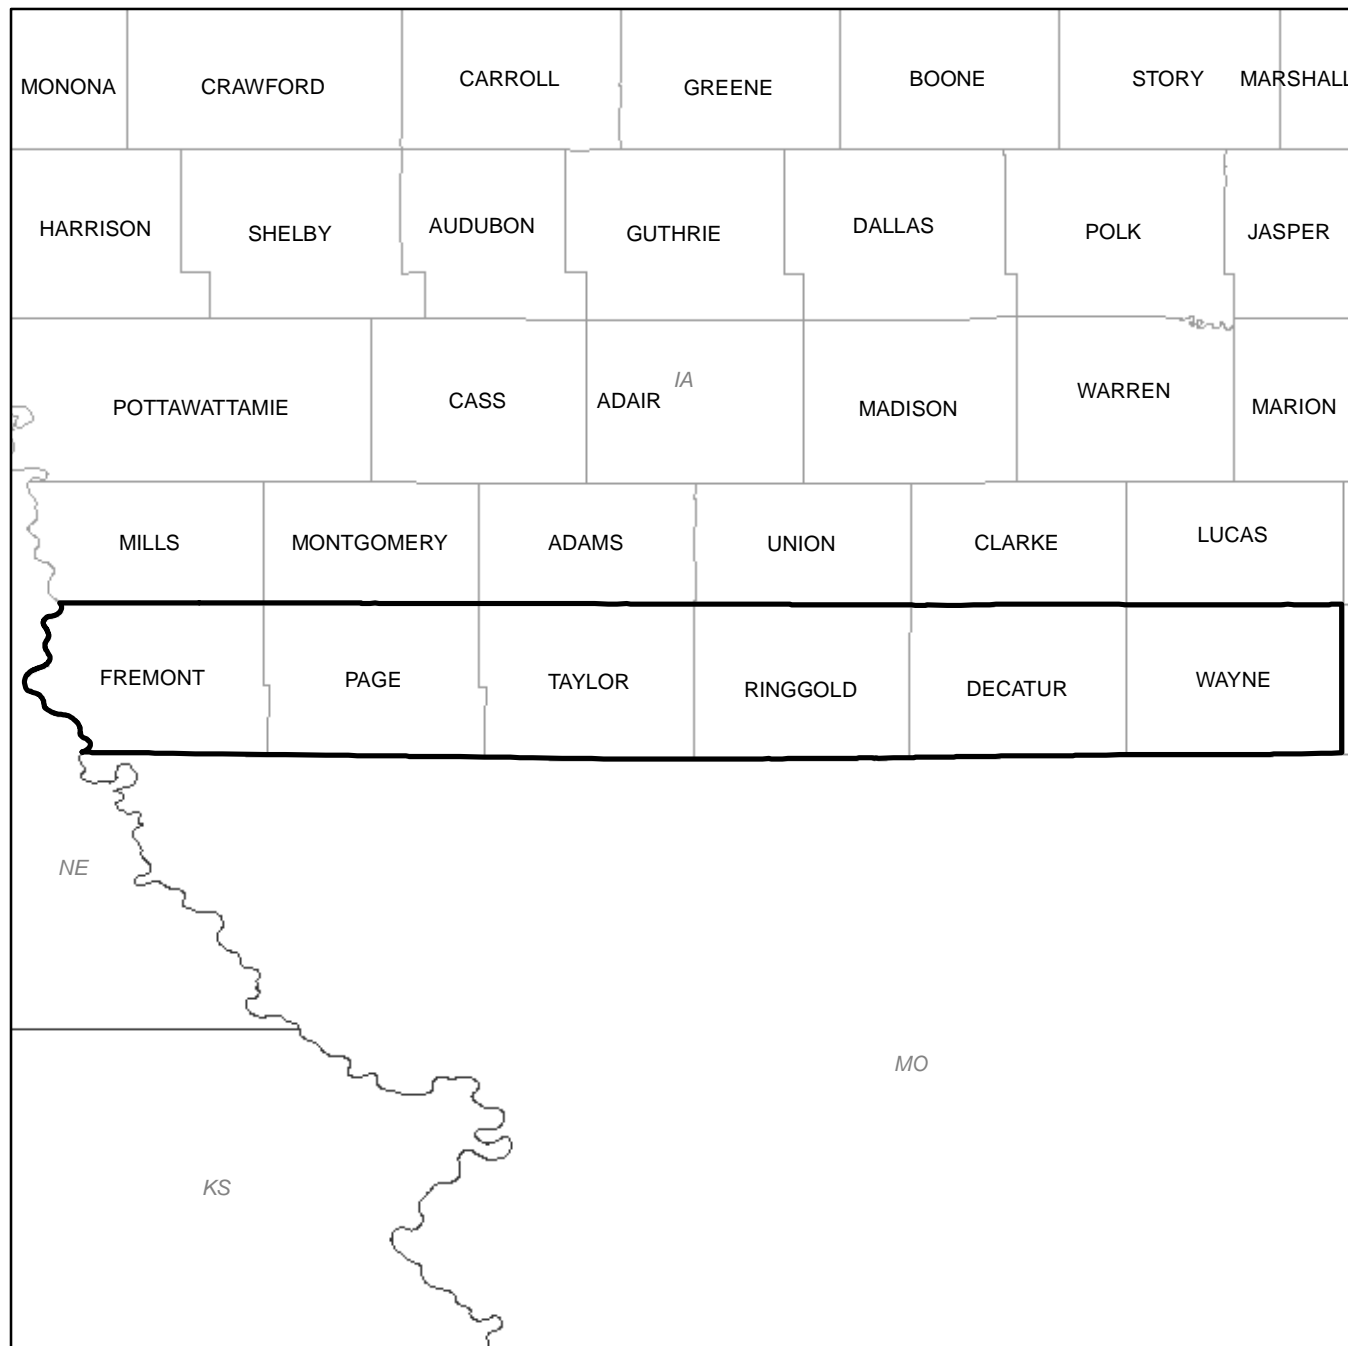 MONONA CRAWFORD CARROLL GREENE BOONE STORY MARSHALL
HARRISON SHELBY AUDUBON GUTHRIE DALLAS POLK JASPER
POTTAWATTAMIE CASS ADAIR IA MADISON WARREN MARION
MILLS MONTGOMERY ADAMS UNION CLARKE LUCAS
FREMONT PAGE TAYLOR RINGGOLD DECATUR WAYNE
NE
MO
KS